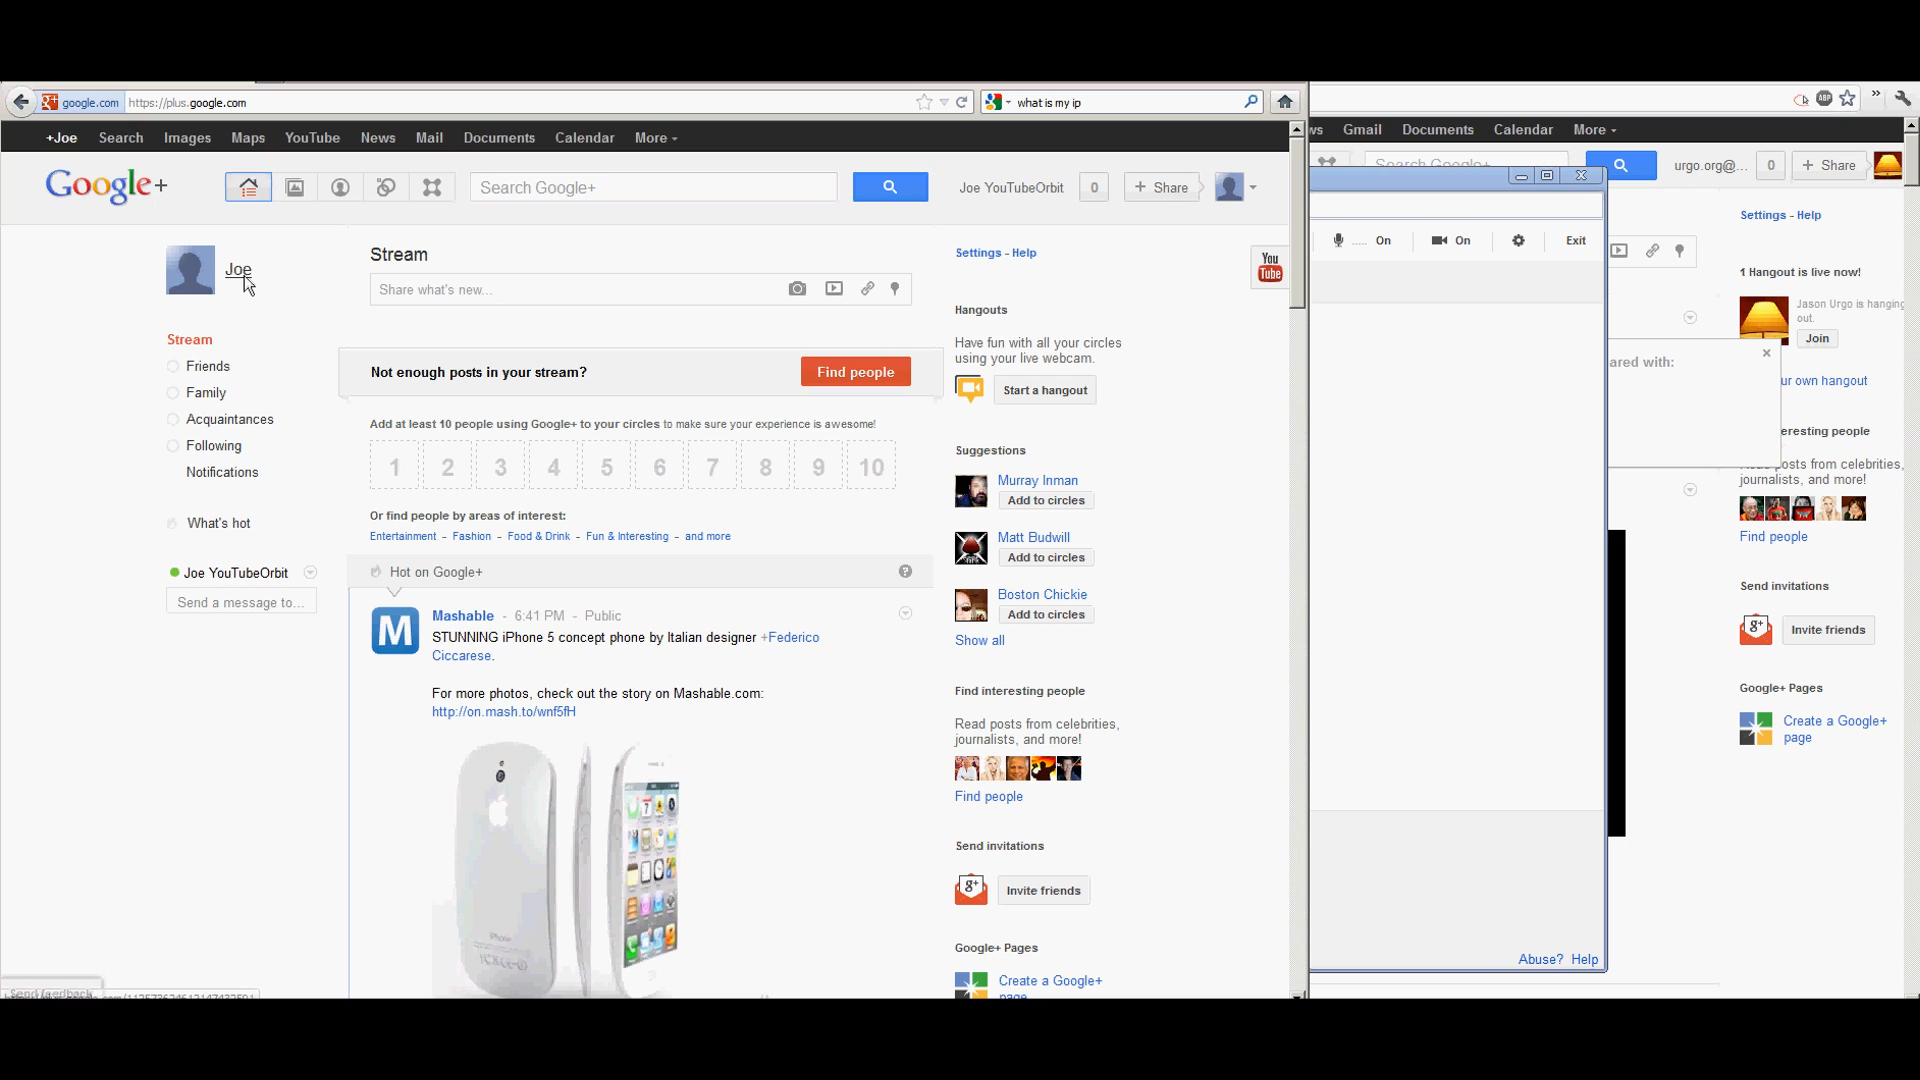 google.com https://plus.google.com
what is my ip
+Joe Search Images Maps YouTube News Mail Documents Calendar More
Google+
Search Google+
Joe YouTubeOrbit 0 + Share
Joe
Stream
Friends
Family
Acquaintances
Following
Notifications
What's hot
Joe YouTubeOrbit
Send a message to...
Stream
Share what's new...
Not enough posts in your stream?
Find people
Add at least 10 people using Google+ to your circles to make sure your experience is awesome!
1 2 3 4 5 6 7 8 9 10
Or find people by areas of interest:
Entertainment - Fashion - Food & Drink - Fun & Interesting - and more
Hot on Google+
M
Mashable - 6:41 PM - Public
STUNNING iPhone 5 concept phone by Italian designer +Federico
Ciccarese.
For more photos, check out the story on Mashable.com:
http://on.mash.to/wnf5fH
iPhone
Settings - Help
You
Tube
Hangouts
Have fun with all your circles
using your live webcam.
Start a hangout
Suggestions
Murray Inman
Add to circles
Matt Budwill
Add to circles
Boston Chickie
Add to circles
Show all
Find interesting people
Read posts from celebrities,
journalists, and more!
Find people
Send invitations
g+
Invite friends
Google+ Pages
Create a Google+
page
Send feedback
ABP
ws Gmail Documents Calendar More
Search Google+
urgo.org@... 0 + Share
On On Exit
Abuse? Help
Settings - Help
1 Hangout is live now!
Jason Urgo is hanging
out.
Join
ared with:
ur own hangout
eresting people
Read posts from celebrities,
journalists, and more!
Find people
Send invitations
g+
Invite friends
Google+ Pages
Create a Google+
page